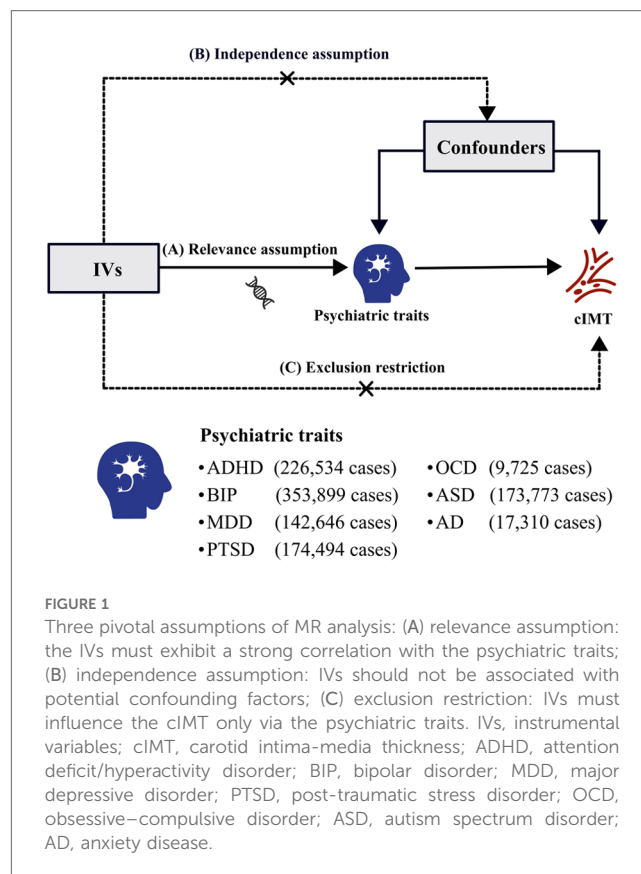 (B) Independence assumption
Confounders
(A) Relevance assumption
IVs
Psychiatric traits
cIMT
(C) Exclusion restriction
Psychiatric traits
•ADHD (226,534 cases)
•BIP (353,899 cases)
•MDD (142,646 cases)
•PTSD (174,494 cases)
•OCD (9,725 cases)
•ASD (173,773 cases)
•AD (17,310 cases)
FIGURE 1
Three pivotal assumptions of MR analysis: (A) relevance assumption:
the IVs must exhibit a strong correlation with the psychiatric traits;
(B) independence assumption: IVs should not be associated with
potential confounding factors; (C) exclusion restriction: IVs must
influence the cIMT only via the psychiatric traits. IVs, instrumental
variables; cIMT, carotid intima-media thickness; ADHD, attention
deficit/hyperactivity disorder; BIP, bipolar disorder; MDD, major
depressive disorder; PTSD, post-traumatic stress disorder; OCD,
obsessive–compulsive disorder; ASD, autism spectrum disorder;
AD, anxiety disease.